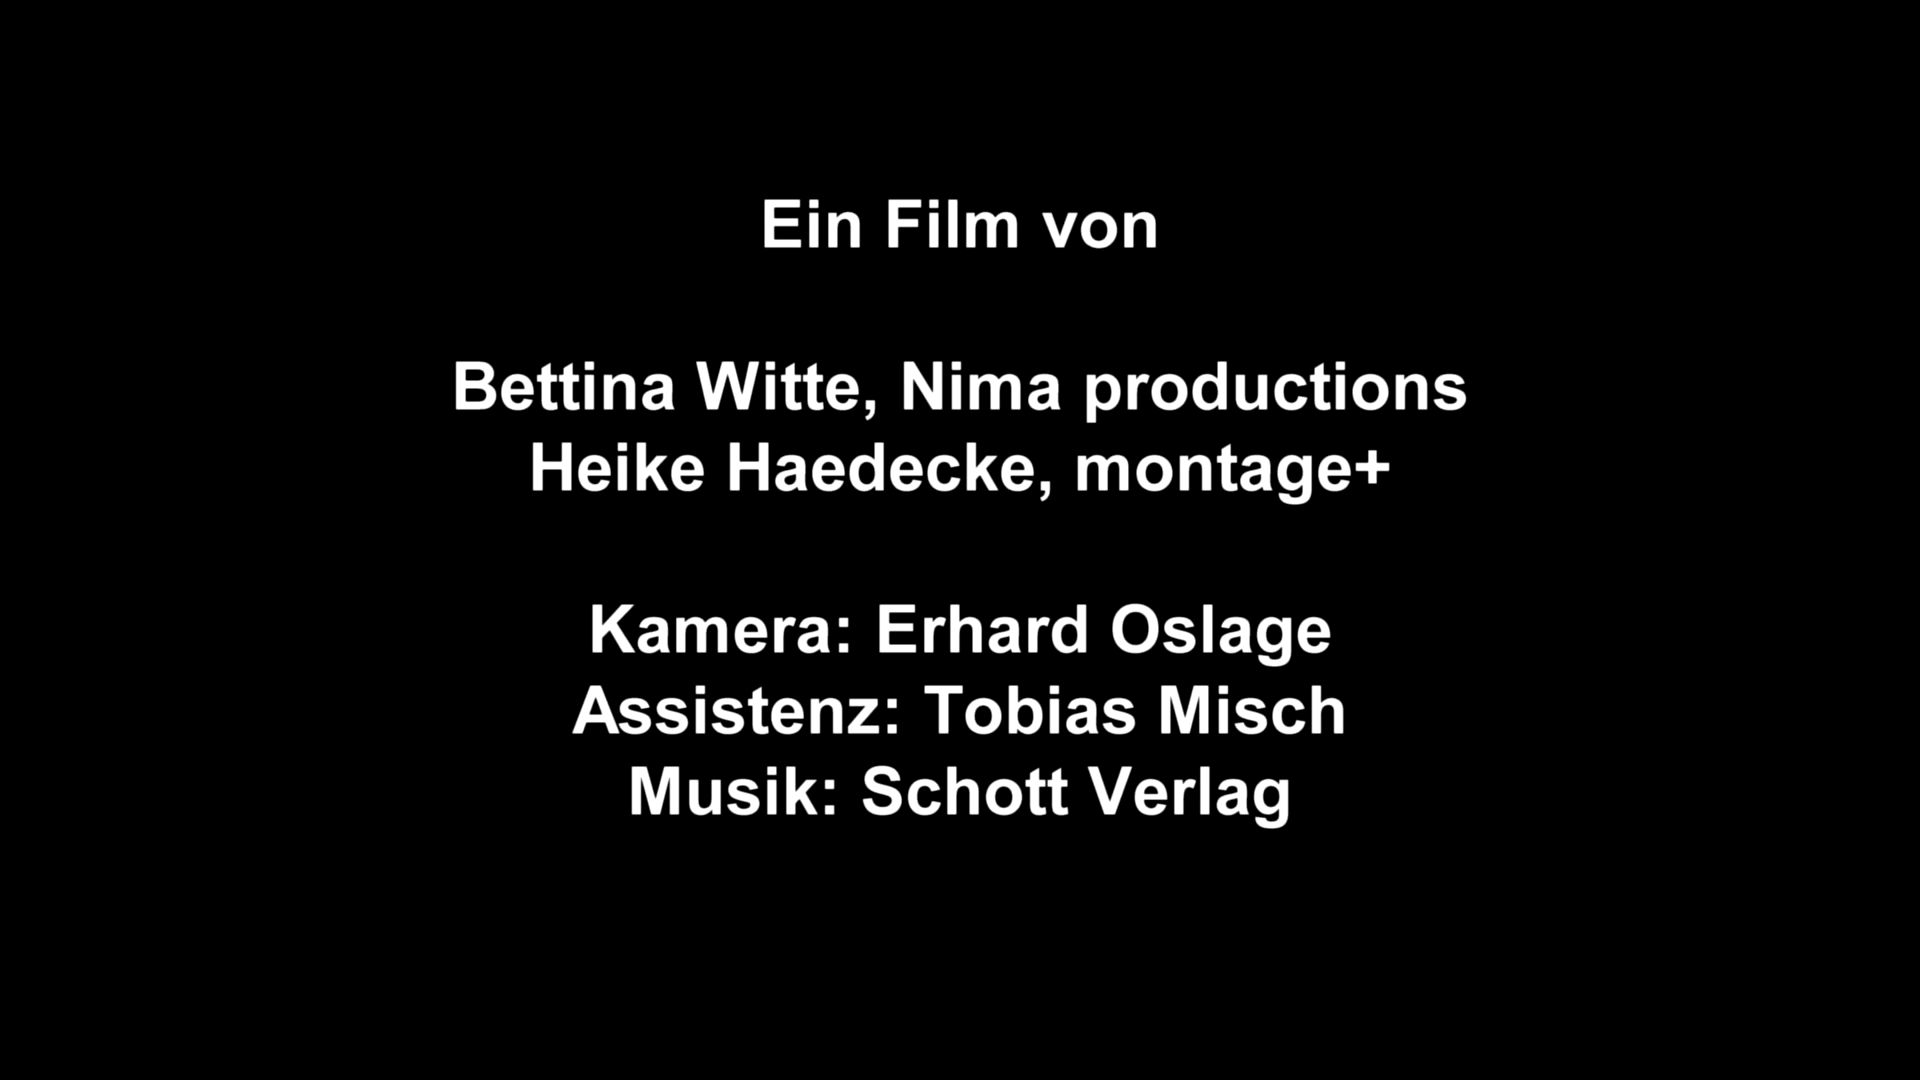 Ein Film von
Bettina Witte, Nima productions
Heike Haedecke, montage+
Kamera: Erhard Oslage
Assistenz: Tobias Misch
Musik: Schott Verlag